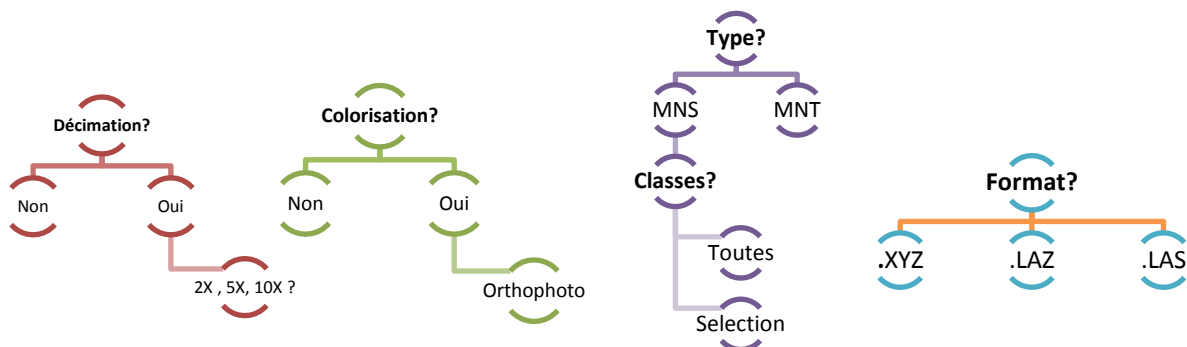 Décimation?
Non
Oui
2X , 5X, 10X ?
Colorisation?
Non
Oui
Orthophoto
Type?
MNS
MNT
Classes?
Toutes
Selection
Format?
.XYZ
.LAZ
.LAS